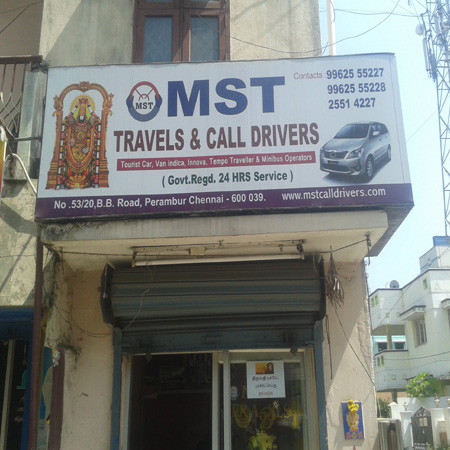 MST
MST
Contacts : 99625 55227
99625 55228
2551 4227
TRAVELS & CALL DRIVERS
Tourist Car, Van indica, Innova, Tempo Traveller & Minibus Operators
( Govt.Regd. 24 HRS Service )
No .53/20,B.B. Road, Perambur Chennai - 600 039.
www.mstcalldrivers.com